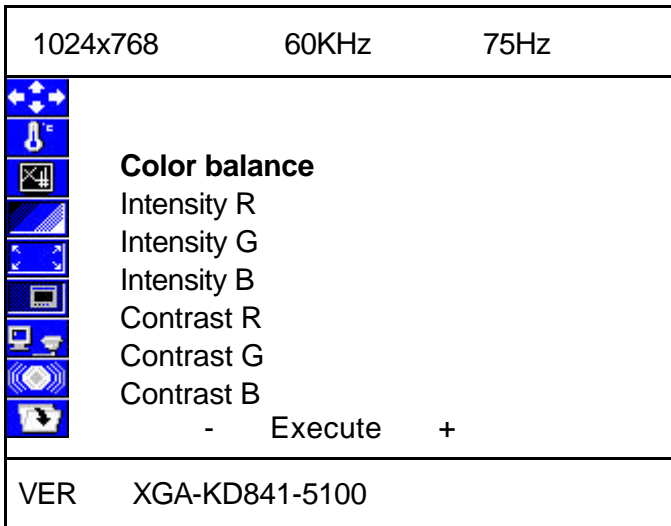 1024x768 60KHz 75Hz
Color balance
Intensity R
Intensity G
Intensity B
Contrast R
Contrast G
Contrast B
- Execute +
VER XGA-KD841-5100